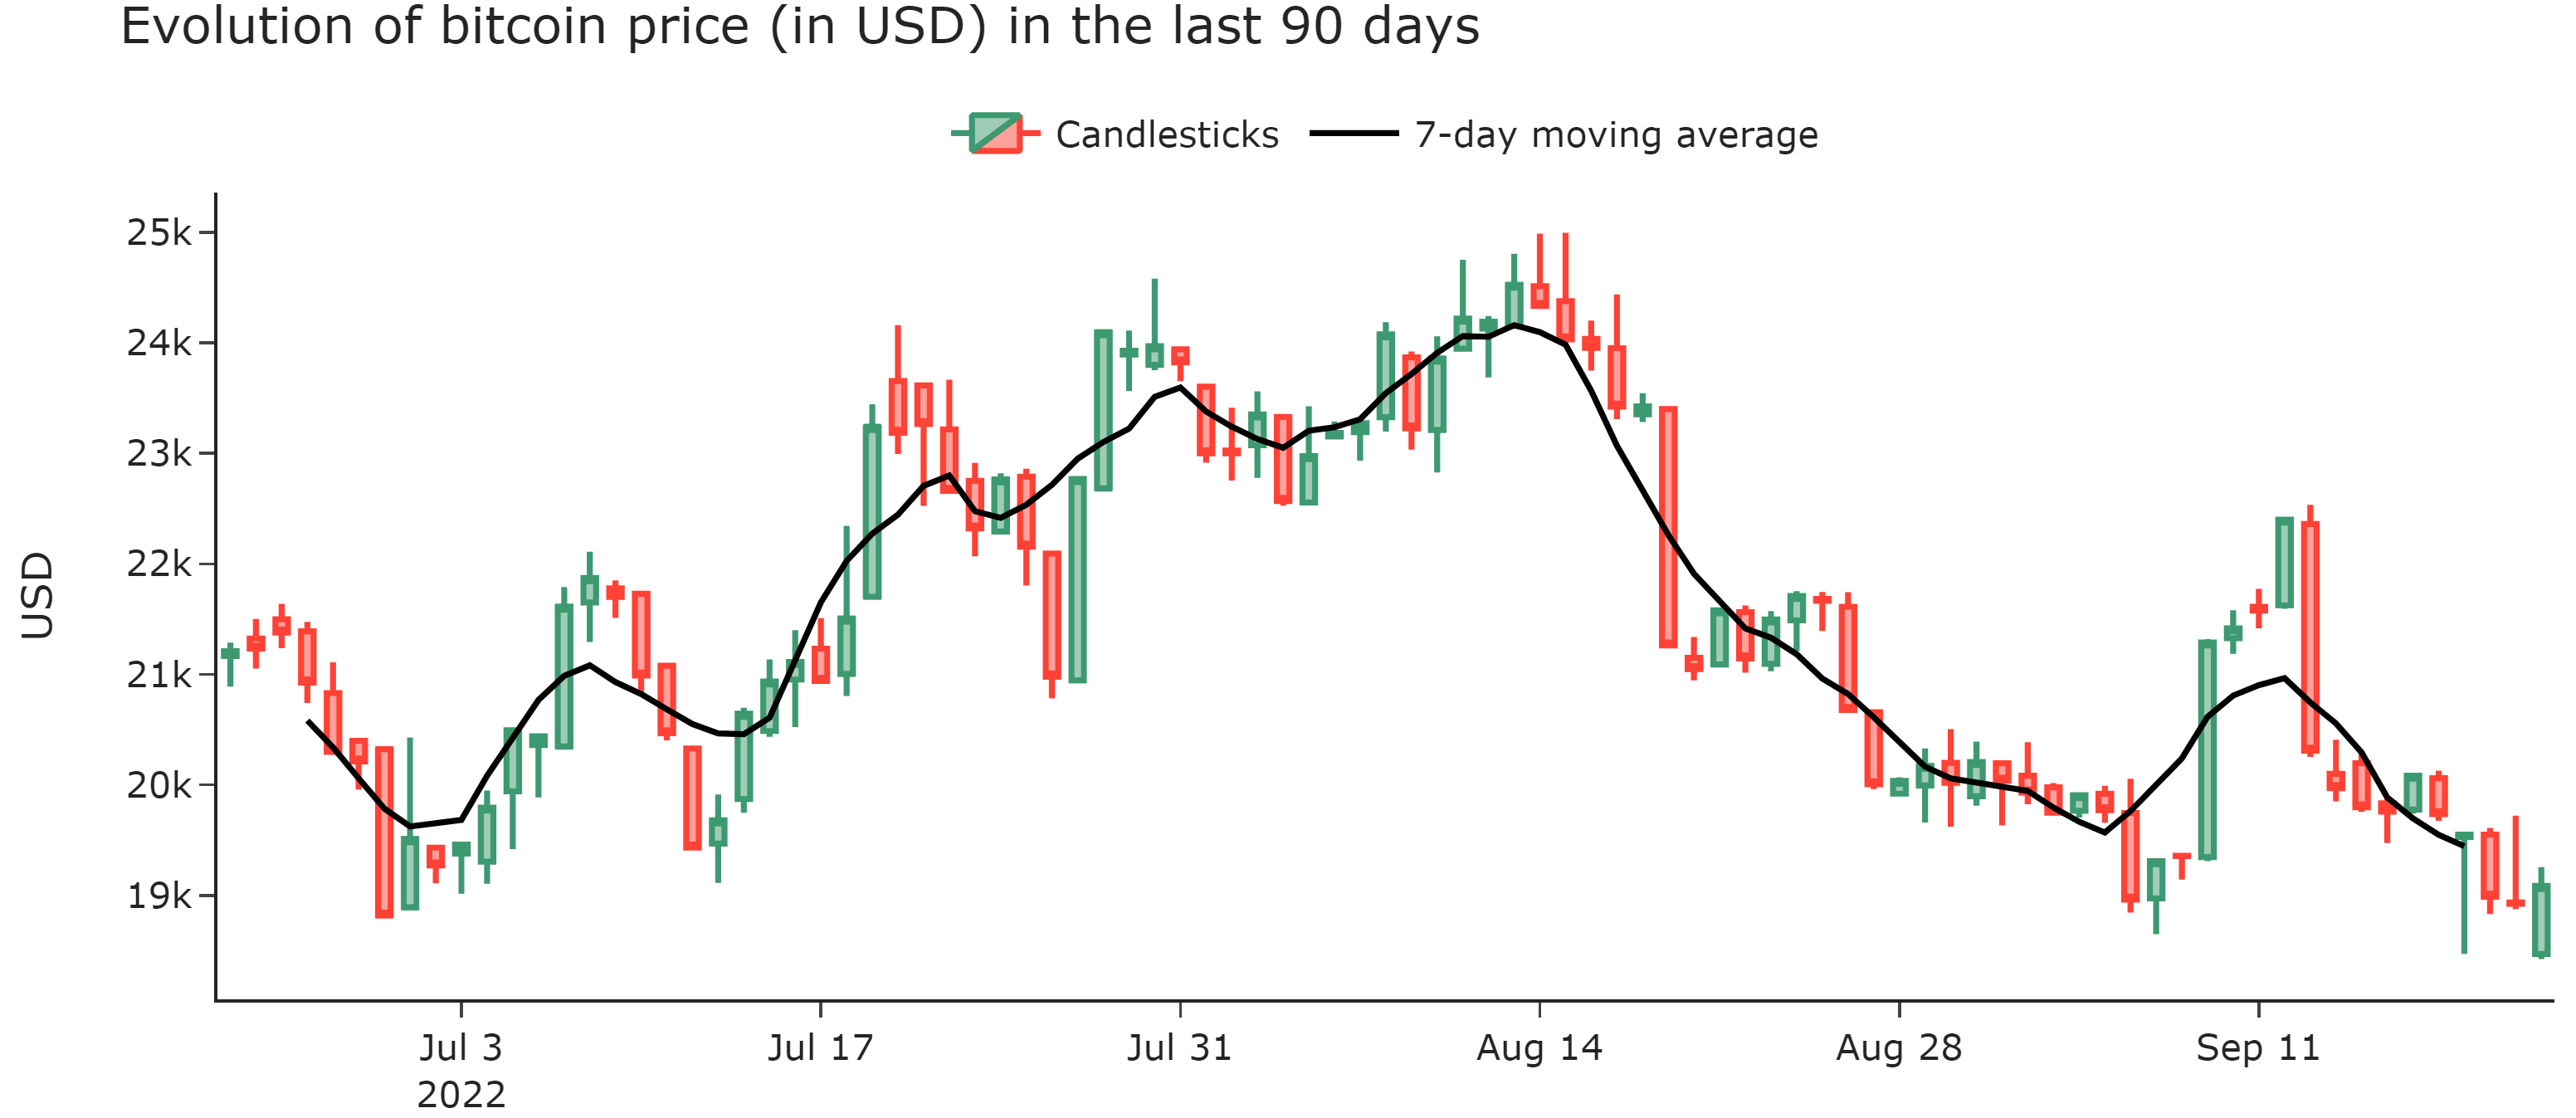 Evolution of bitcoin price (in USD) in the last 90 days
Candlesticks 7-day moving average
25k
24k
23k
22k
21k
20k
19k
USD
Jul 3 Jul 17 Jul 31 Aug 14 Aug 28 Sep 11
2022